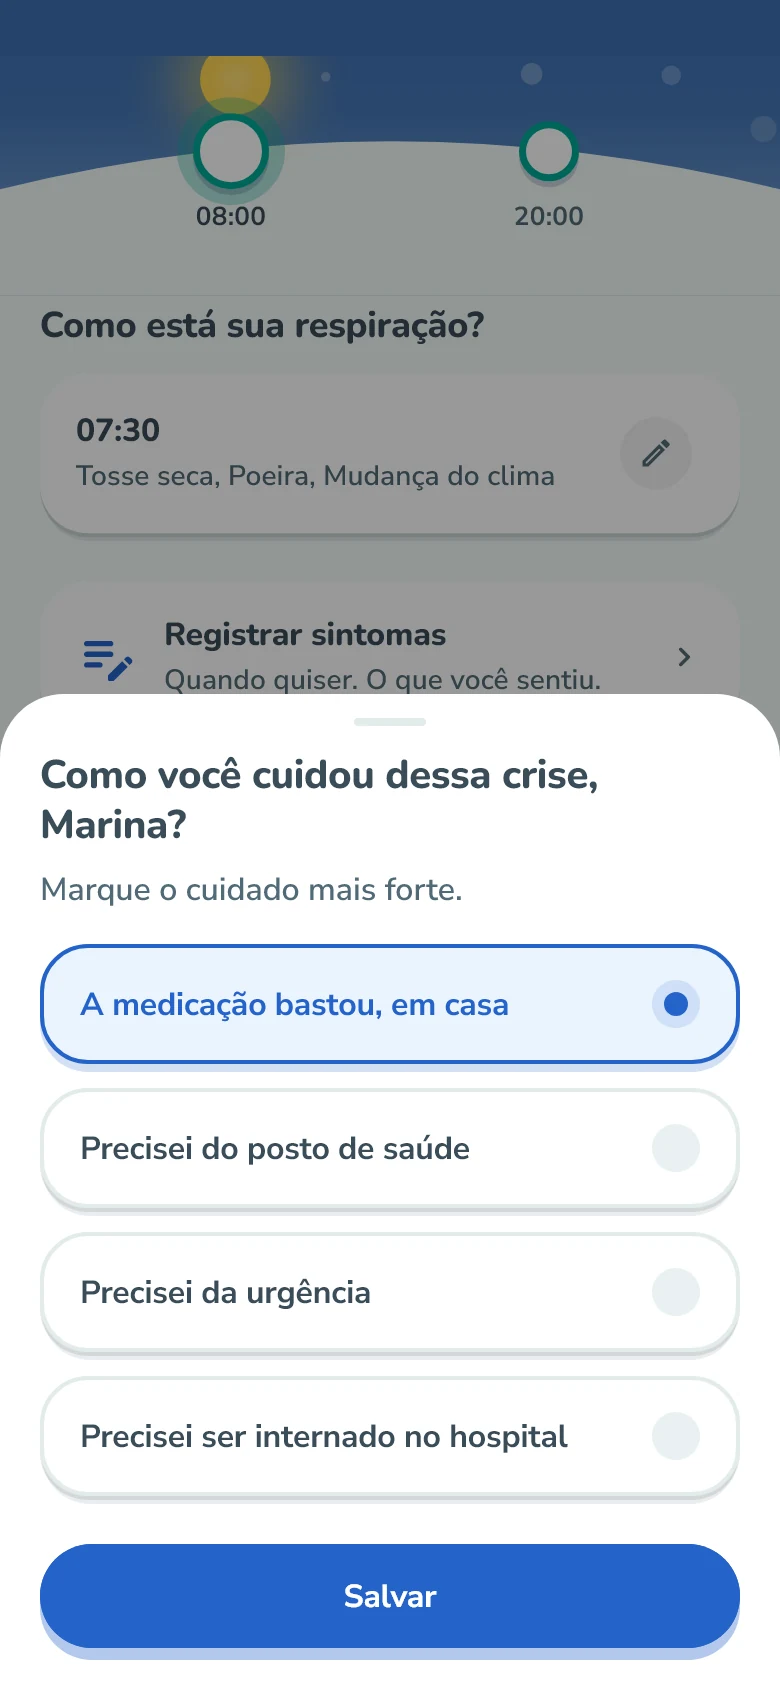 08:00
20:00
Como está sua respiração?
07:30
Tosse seca, Poeira, Mudança do clima
Registrar sintomas
Quando quiser. O que você sentiu.
Como você cuidou dessa crise,
Marina?
Marque o cuidado mais forte.
A medicação bastou, em casa
Precisei do posto de saúde
Precisei da urgência
Precisei ser internado no hospital
Salvar